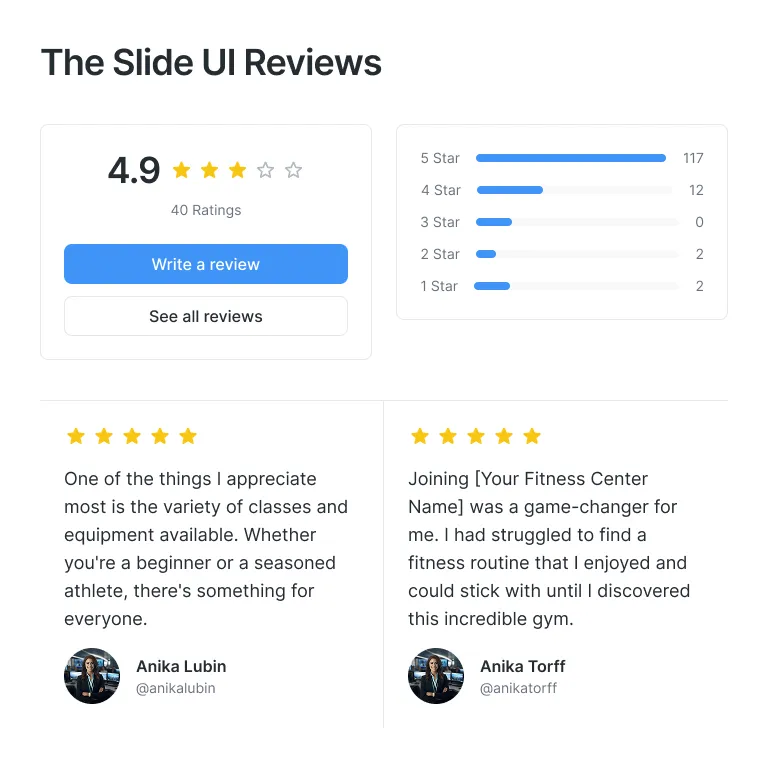 The Slide UI Reviews
4.9
40 Ratings
Write a review
See all reviews
5 Star 117
4 Star 12
3 Star 0
2 Star 2
1 Star 2
One of the things I appreciate
most is the variety of classes and
equipment available. Whether
you're a beginner or a seasoned
athlete, there's something for
everyone.
Anika Lubin
@anikalubin
Joining [Your Fitness Center
Name] was a game-changer for
me. I had struggled to find a
fitness routine that I enjoyed and
could stick with until I discovered
this incredible gym.
Anika Torff
@anikatorff